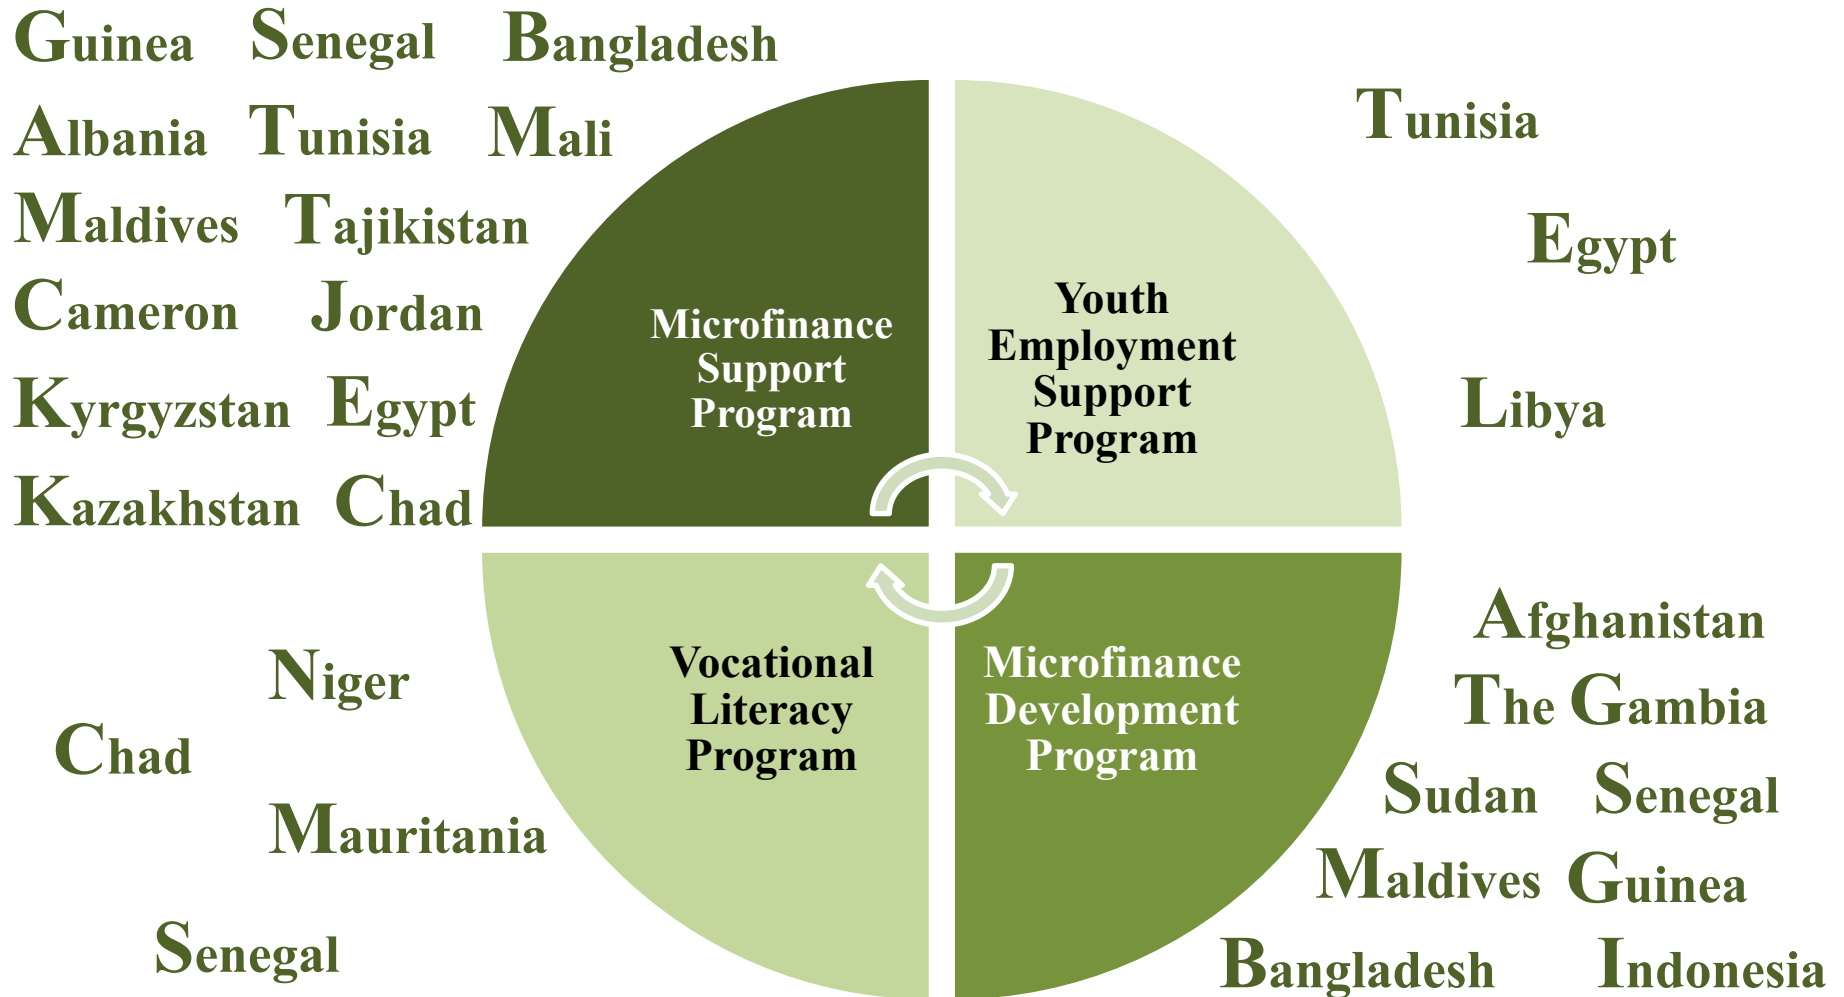 Guinea Senegal Bangladesh
Albania Tunisia Mali
Maldives Tajikistan
Cameron Jordan
Kyrgyzstan Egypt
Kazakhstan Chad
Microfinance
Support
Program
Youth
Employment
Support
Program
Tunisia
Egypt
Libya
Vocational
Literacy
Program
Niger
Chad
Mauritania
Senegal
Microfinance
Development
Program
Afghanistan
The Gambia
Sudan Senegal
Maldives Guinea
Bangladesh Indonesia